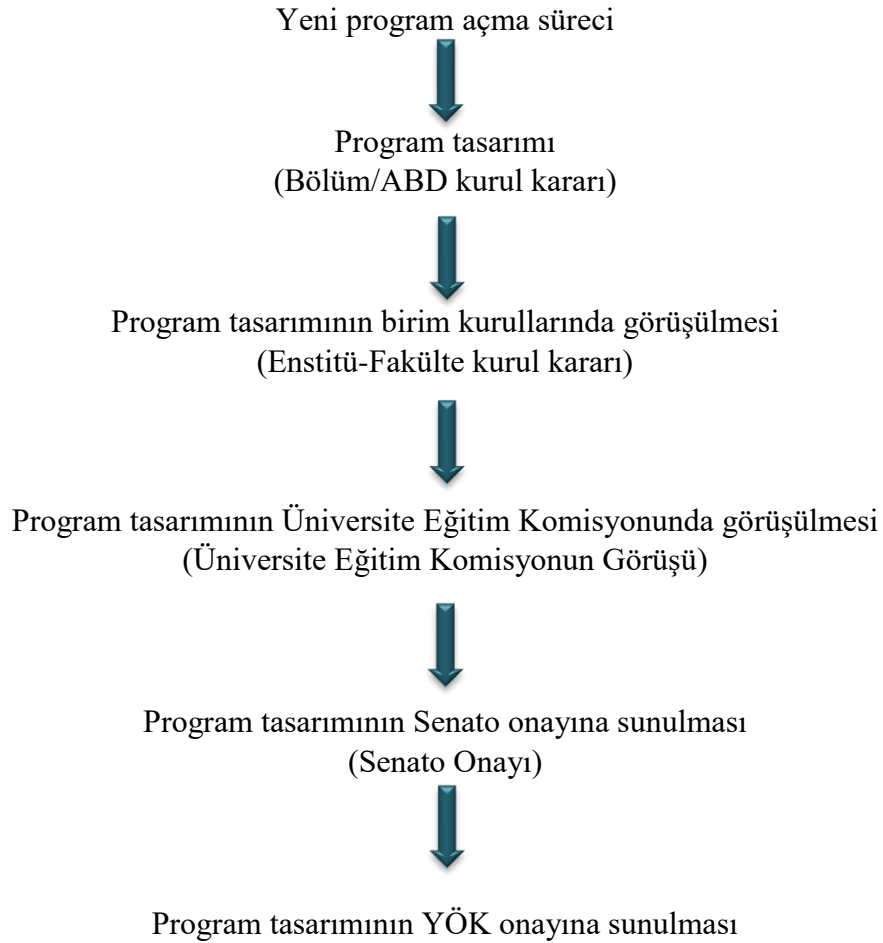 Yeni program açma süreci
Program tasarımı
(Bölüm/ABD kurul kararı)
Program tasarımının birim kurullarında görüşülmesi
(Enstitü-Fakülte kurul kararı)
Program tasarımının Üniversite Eğitim Komisyonunda görüşülmesi
(Üniversite Eğitim Komisyonun Görüşü)
Program tasarımının Senato onayına sunulması
(Senato Onayı)
Program tasarımının YÖK onayına sunulması